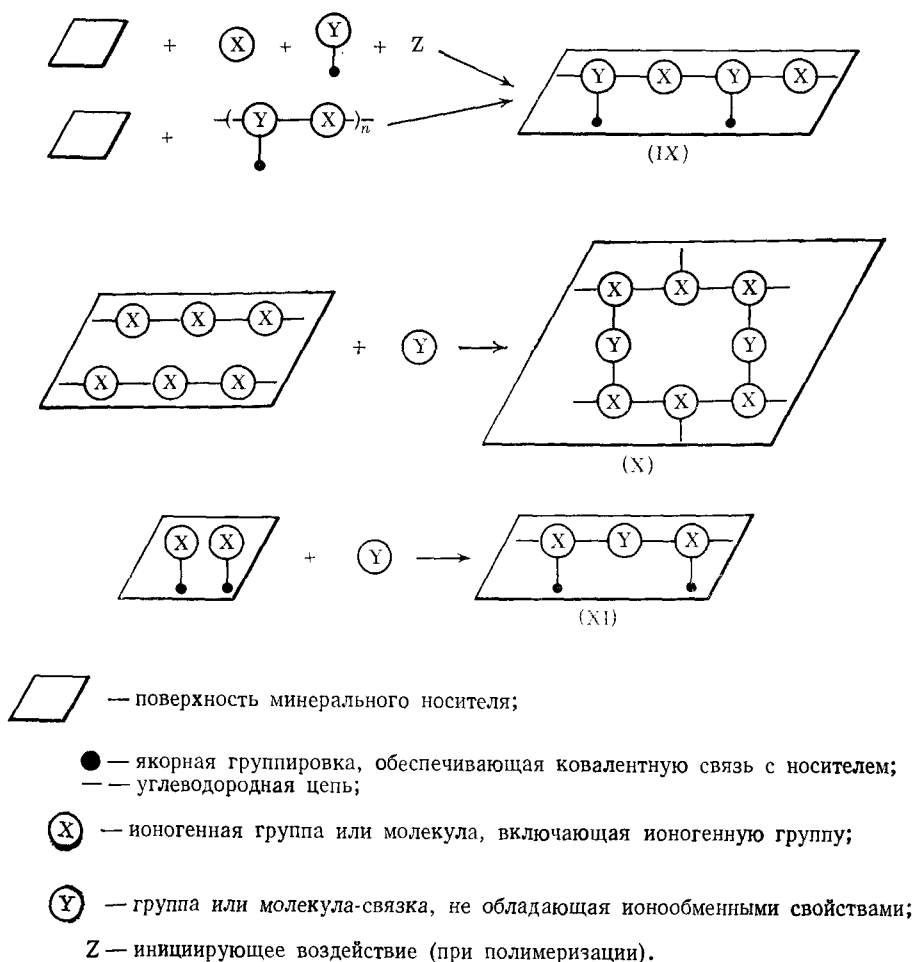 + X + Y + Z
+ —( Y — X —)n
Y X Y X
(IX)
X X X
X X X
+ Y
X X X
Y Y
X X X
(X)
X X
+ Y
X Y X
(XI)
— поверхность минерального носителя;
— якорная группировка, обеспечивающая ковалентную связь с носителем;
— — углеводородная цепь;
X — ионогенная группа или молекула, включающая ионогенную группу;
Y — группа или молекула-связка, не обладающая ионообменными свойствами;
Z — инициирующее воздействие (при полимеризации).